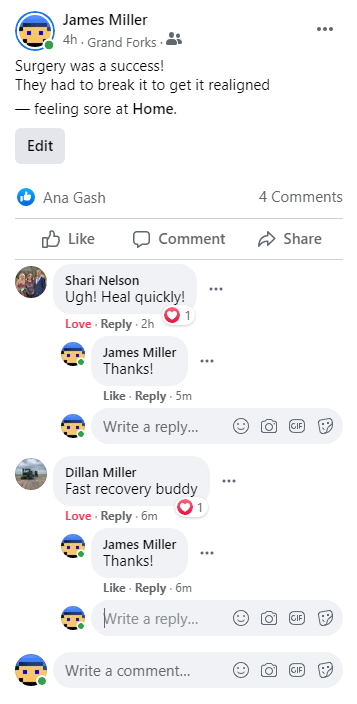 James Miller
4h · Grand Forks ·
Surgery was a success!
They had to break it to get it realigned
— feeling sore at Home.
Edit
Ana Gash
4 Comments
Like
Comment
Share
Shari Nelson
Ugh! Heal quickly!
1
Love · Reply · 2h
James Miller
Thanks!
Like · Reply · 5m
Write a reply...
GIF
Dillan Miller
Fast recovery buddy
1
Love · Reply · 6m
James Miller
Thanks!
Like · Reply · 6m
Write a reply...
GIF
Write a comment...
GIF